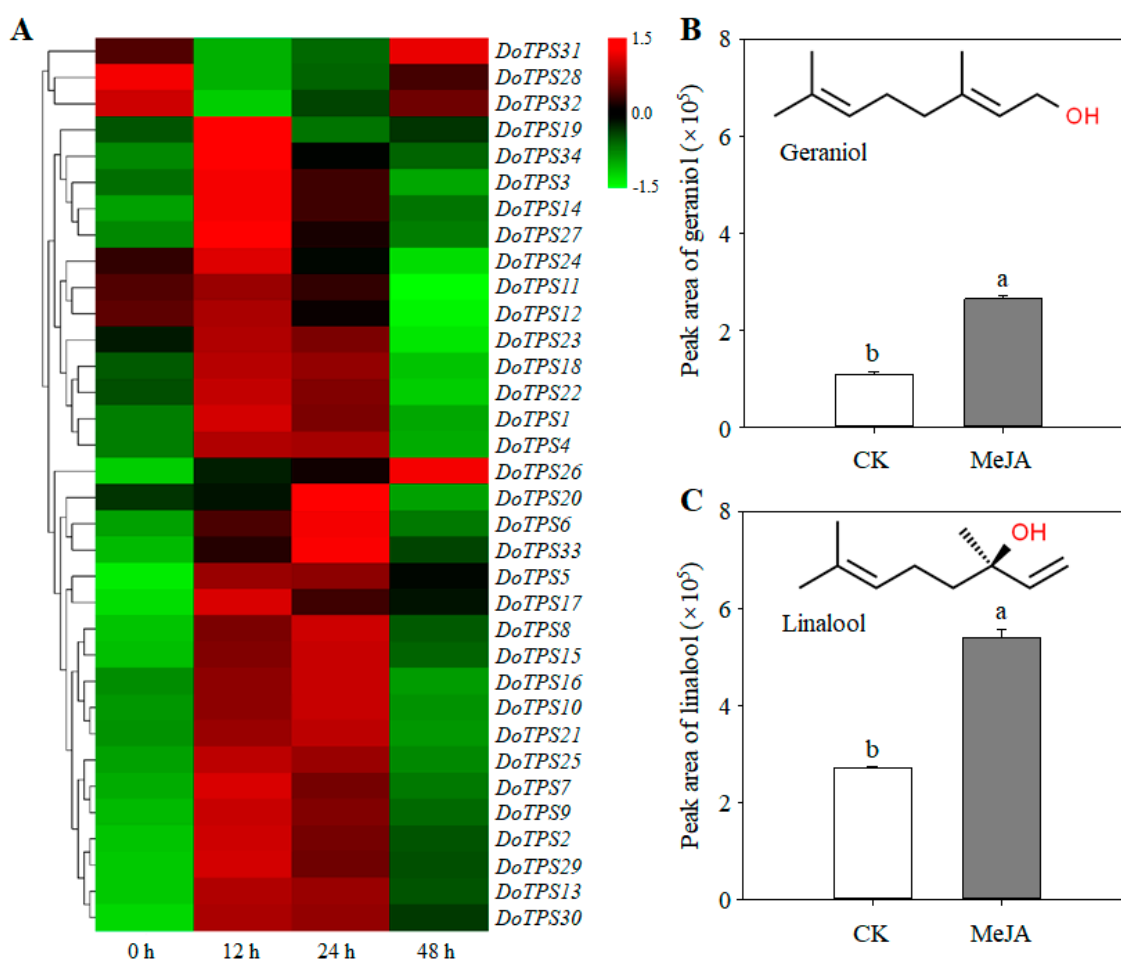 A
DoTPS31
DoTPS28
DoTPS32
DoTPS19
DoTPS34
DoTPS3
DoTPS14
DoTPS27
DoTPS24
DoTPS11
DoTPS12
DoTPS23
DoTPS18
DoTPS22
DoTPS1
DoTPS4
DoTPS26
DoTPS20
DoTPS6
DoTPS33
DoTPS5
DoTPS17
DoTPS8
DoTPS15
DoTPS16
DoTPS10
DoTPS21
DoTPS25
DoTPS7
DoTPS9
DoTPS2
DoTPS29
DoTPS13
DoTPS30
0 h 12 h 24 h 48 h
1.5
0.0
-1.5
B
Peak area of geraniol (×10⁵)
8
6
4
2
0
OH
Geraniol
b
a
CK MeJA
C
Peak area of linalool (×10⁵)
8
6
4
2
0
OH
Linalool
b
a
CK MeJA